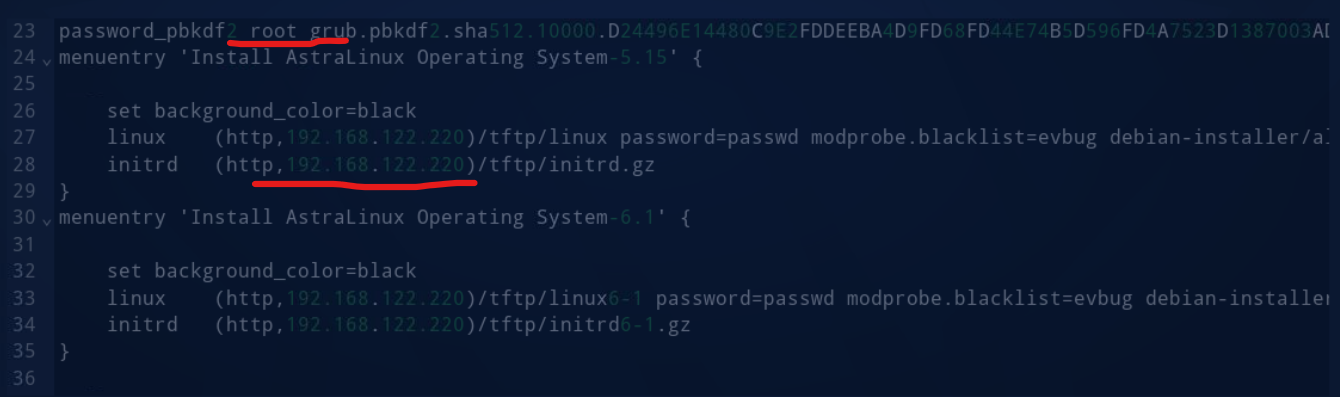 23 password_pbkdf2 root grub.pbkdf2.sha512.10000.D24496E14480C9E2FDDEEBA4D9FD68FD44E74B5D596FD4A7523D1387003AD
24 menuentry 'Install AstraLinux Operating System-5.15' {
25
26 set background_color=black
27 linux (http,192.168.122.220)/tftp/linux password=passwd modprobe.blacklist=evbug debian-installer/al
28 initrd (http,192.168.122.220)/tftp/initrd.gz
29 }
30 menuentry 'Install AstraLinux Operating System-6.1' {
31
32 set background_color=black
33 linux (http,192.168.122.220)/tftp/linux6-1 password=passwd modprobe.blacklist=evbug debian-installer
34 initrd (http,192.168.122.220)/tftp/initrd6-1.gz
35 }
36